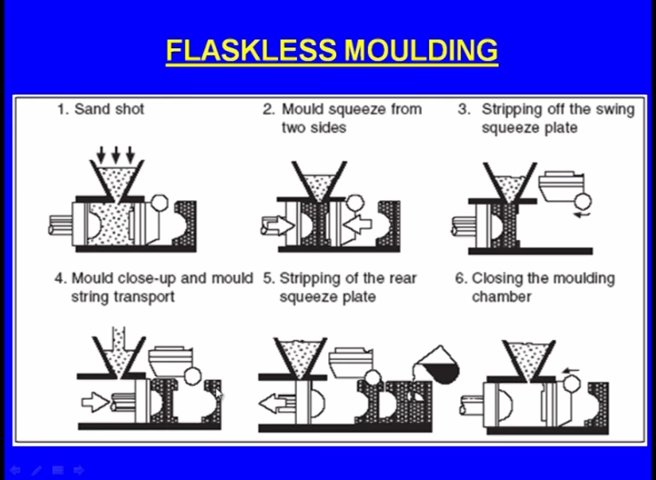 FLASKLESS MOULDING
1. Sand shot
2. Mould squeeze from
two sides
3. Stripping off the swing
squeeze plate
4. Mould close-up and mould
string transport
5. Stripping of the rear
squeeze plate
6. Closing the moulding
chamber